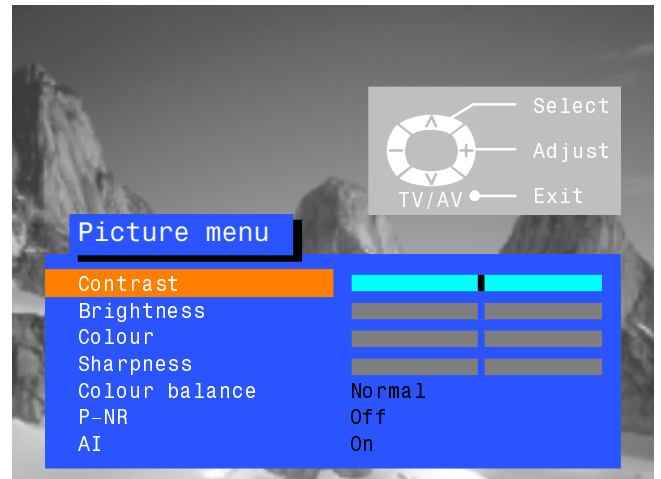 Select
Adjust
TV/AV Exit
Picture menu
Contrast
Brightness
Colour
Sharpness
Colour balance Normal
P-NR Off
AI On